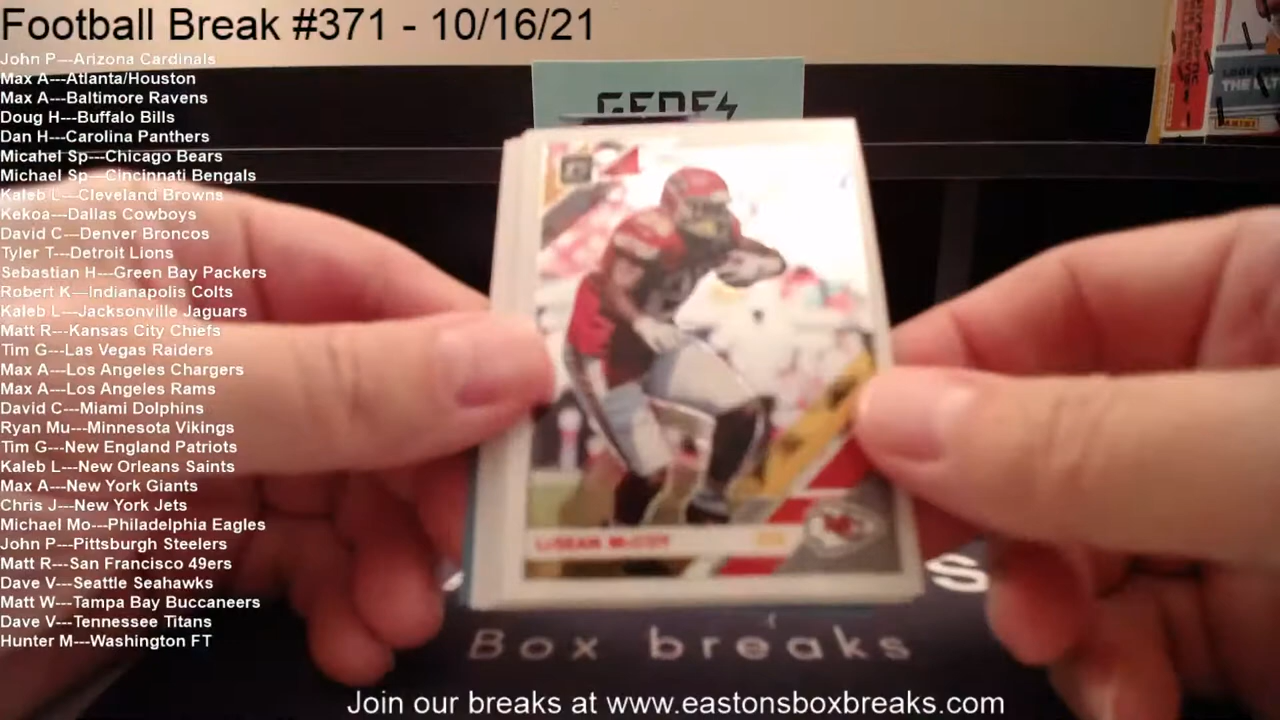 Football Break #371 - 10/16/21
John P---Arizona Cardinals
Max A---Atlanta/Houston
Max A---Baltimore Ravens
Doug H---Buffalo Bills
Dan H---Carolina Panthers
Micahel Sp---Chicago Bears
Michael Sp---Cincinnati Bengals
Kaleb L---Cleveland Browns
Kekoa---Dallas Cowboys
David C---Denver Broncos
Tyler T---Detroit Lions
Sebastian H---Green Bay Packers
Robert K---Indianapolis Colts
Kaleb L---Jacksonville Jaguars
Matt R---Kansas City Chiefs
Tim G---Las Vegas Raiders
Max A---Los Angeles Chargers
Max A---Los Angeles Rams
David C---Miami Dolphins
Ryan Mu---Minnesota Vikings
Tim G---New England Patriots
Kaleb L---New Orleans Saints
Max A---New York Giants
Chris J---New York Jets
Michael Mo---Philadelphia Eagles
John P---Pittsburgh Steelers
Matt R---San Francisco 49ers
Dave V---Seattle Seahawks
Matt W---Tampa Bay Buccaneers
Dave V---Tennessee Titans
Hunter M---Washington FT
PANINI
LeSEAN McCOY
Box breaks
Join our breaks at www.eastonsboxbreaks.com